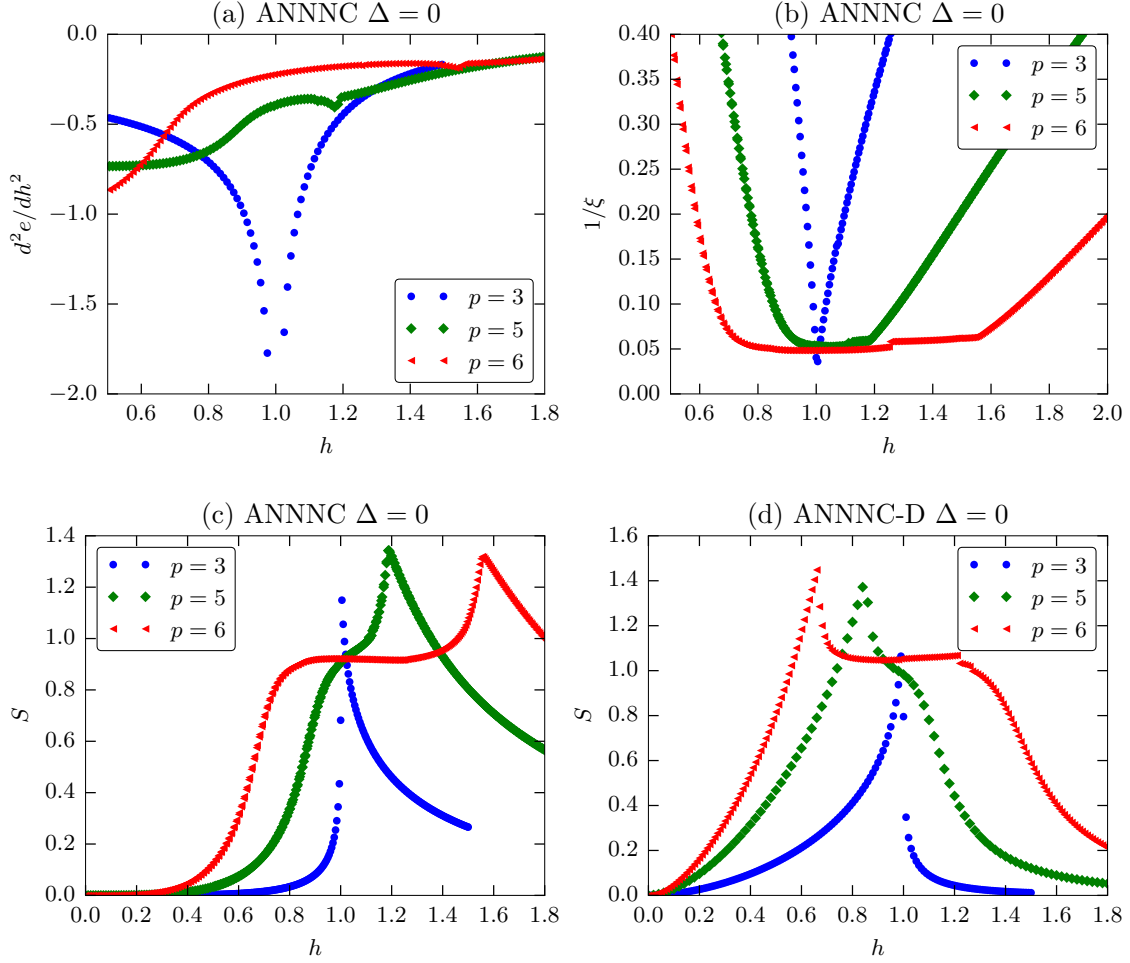 (a) ANNNC Δ = 0
0.0
−0.5
−1.0
−1.5
−2.0
d²e/dh²
0.6 0.8 1.0 1.2 1.4 1.6 1.8
h
p = 3
p = 5
p = 6
(b) ANNNC Δ = 0
0.40
0.35
0.30
0.25
0.20
0.15
0.10
0.05
0.00
1/ξ
0.6 0.8 1.0 1.2 1.4 1.6 1.8 2.0
h
p = 3
p = 5
p = 6
(c) ANNNC Δ = 0
1.4
1.2
1.0
0.8
0.6
0.4
0.2
0.0
S
0.0 0.2 0.4 0.6 0.8 1.0 1.2 1.4 1.6 1.8
h
p = 3
p = 5
p = 6
(d) ANNNC-D Δ = 0
1.6
1.4
1.2
1.0
0.8
0.6
0.4
0.2
0.0
S
0.0 0.2 0.4 0.6 0.8 1.0 1.2 1.4 1.6 1.8
h
p = 3
p = 5
p = 6